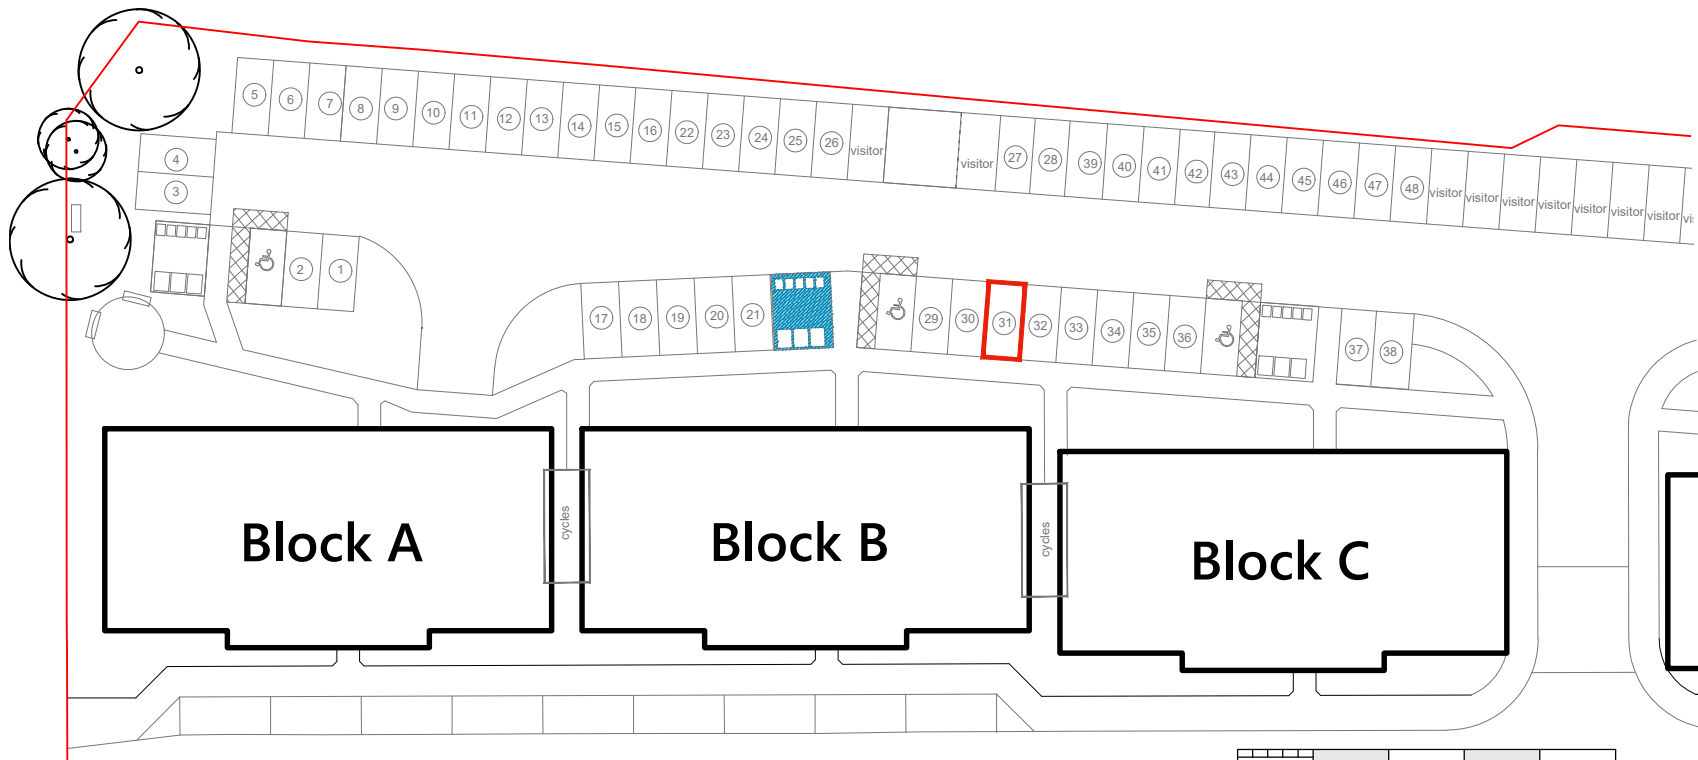 5 6 7 8 9 10 11 12 13 14 15 16 22 23 24 25 26 visitor visitor 27 28 39 40 41 42 43 44 45 46 47 48 visitor visitor visitor visitor visitor visitor visitor
4
3
2 1
17 18 19 20 21 29 30 31 32 33 34 35 36 37 38
cycles
cycles
Block A
Block B
Block C